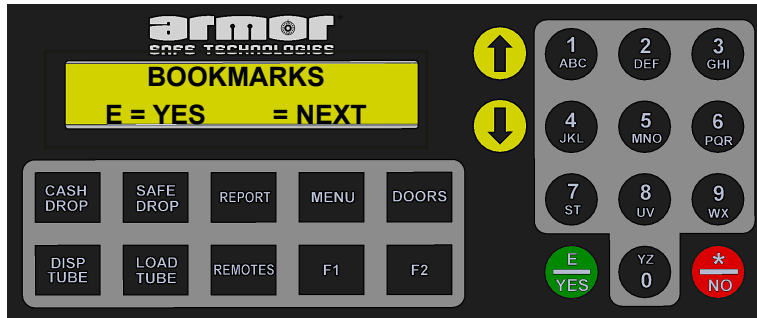 armor
SAFE TECHNOLOGIES
BOOKMARKS
E = YES = NEXT
1
ABC
2
DEF
3
GHI
4
JKL
5
MNO
6
PQR
7
ST
8
UV
9
WX
E
YES
YZ
0
*
NO
CASH
DROP
SAFE
DROP
REPORT
MENU
DOORS
DISP
TUBE
LOAD
TUBE
REMOTES
F1
F2